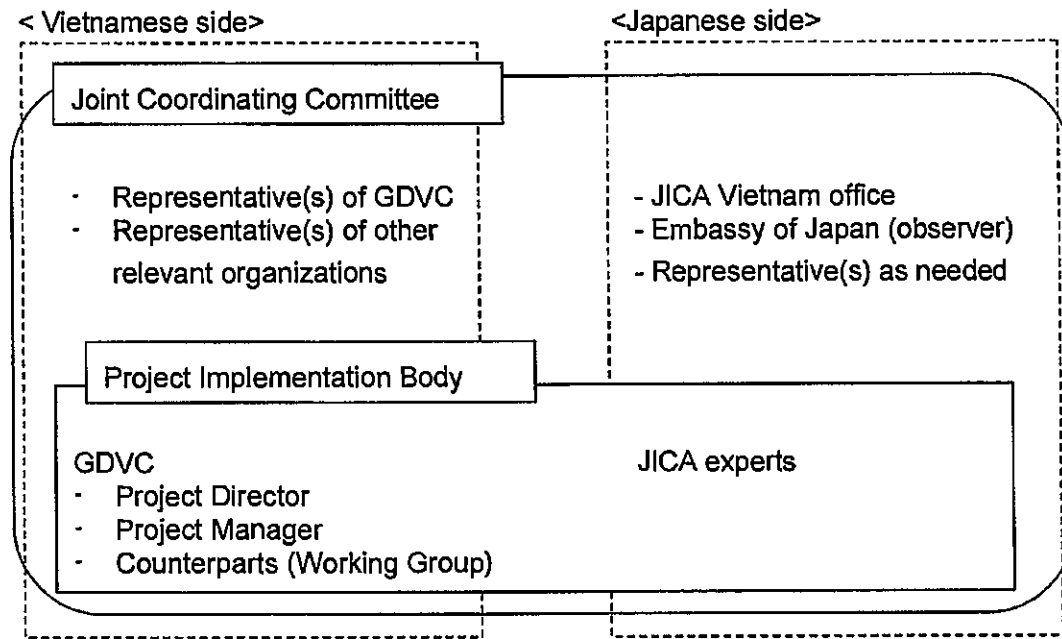 < Vietnamese side>
<Japanese side>
Joint Coordinating Committee
- Representative(s) of GDVC
- Representative(s) of other
relevant organizations
- JICA Vietnam office
- Embassy of Japan (observer)
- Representative(s) as needed
Project Implementation Body
GDVC
- Project Director
- Project Manager
- Counterparts (Working Group)
JICA experts